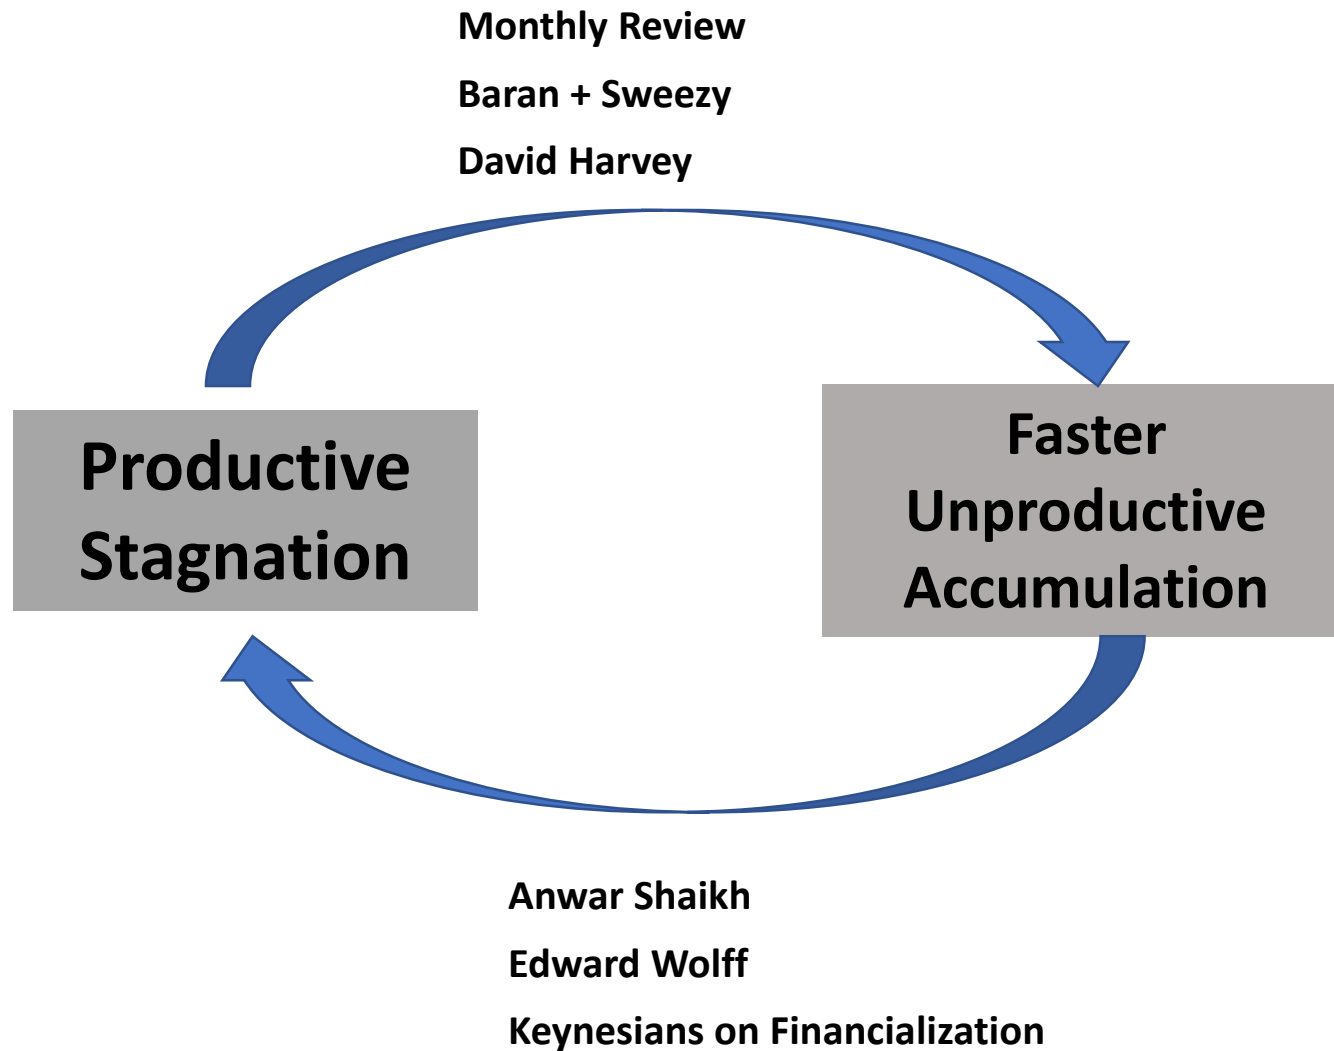 Monthly Review
Baran + Sweezy
David Harvey
Productive
Stagnation
Faster
Unproductive
Accumulation
Anwar Shaikh
Edward Wolff
Keynesians on Financialization